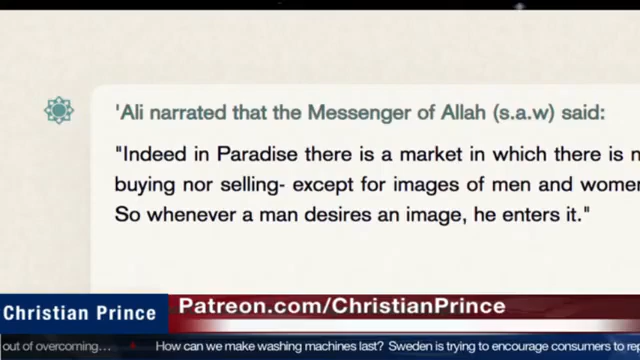 'Ali narrated that the Messenger of Allah (s.a.w) said:
"Indeed in Paradise there is a market in which there is
buying nor selling- except for images of men and women
So whenever a man desires an image, he enters it."
Christian Prince
Patreon.com/ChristianPrince
out of overcoming… How can we make washing machines last? Sweden is trying to encourage consumers to